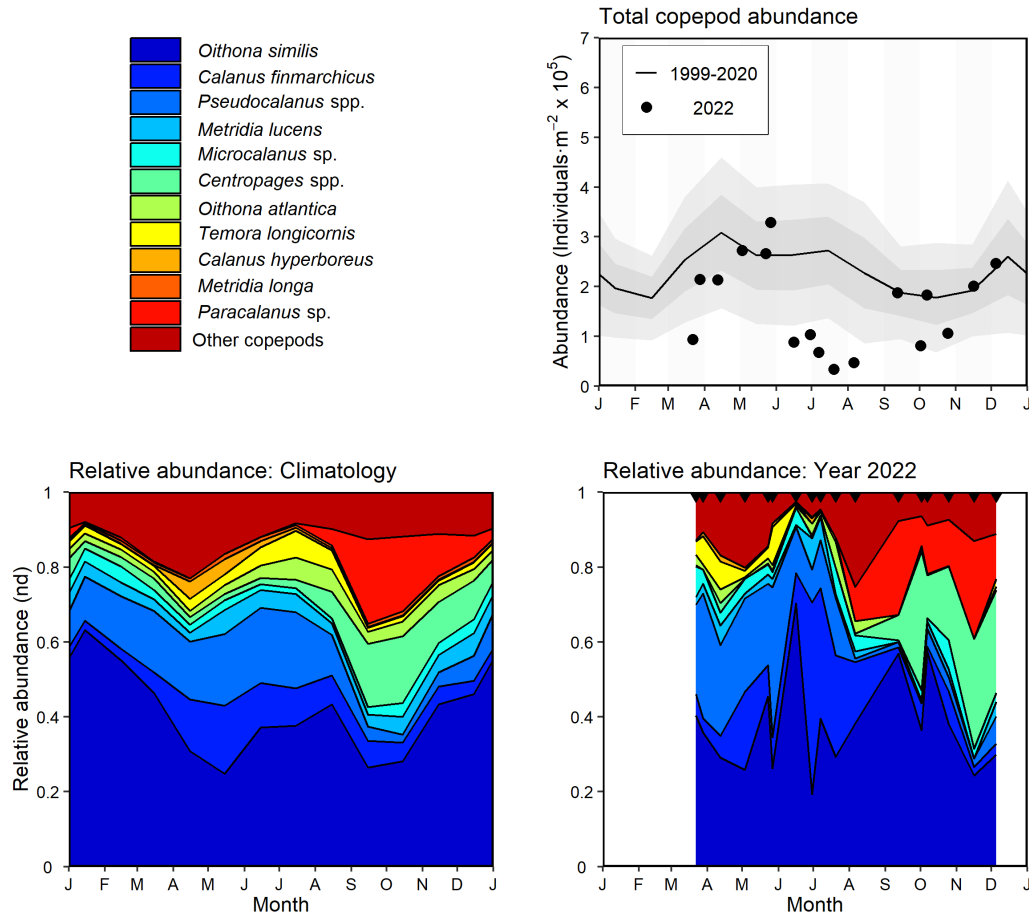 Oithona similis
Calanus finmarchicus
Pseudocalanus spp.
Metridia lucens
Microcalanus sp.
Centropages spp.
Oithona atlantica
Temora longicornis
Calanus hyperboreus
Metridia longa
Paracalanus sp.
Other copepods
Total copepod abundance
Abundance (Individuals·m⁻² x 10⁵)
7
6
5
4
3
2
1
0
1999-2020
2022
J F M A M J J A S O N D J
Relative abundance: Climatology
Relative abundance (nd)
1
0.8
0.6
0.4
0.2
0
J F M A M J J A S O N D J
Month
Relative abundance: Year 2022
1
0.8
0.6
0.4
0.2
0
J F M A M J J A S O N D J
Month